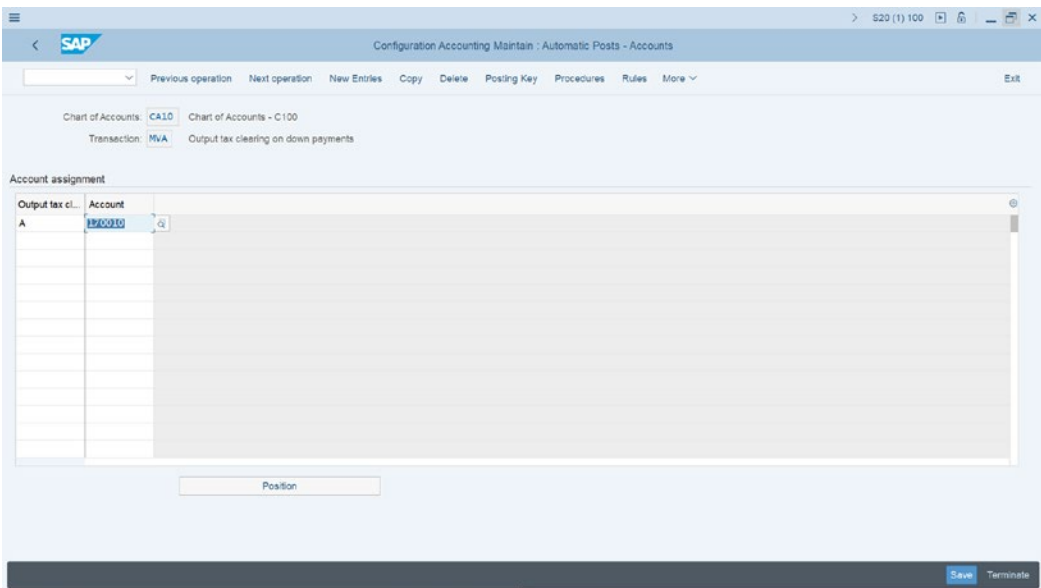 S20 (1) 100
SAP Configuration Accounting Maintain : Automatic Posts - Accounts
Previous operation Next operation New Entries Copy Delete Posting Key Procedures Rules More Exit
Chart of Accounts: CA10 Chart of Accounts - C100
Transaction: MVA Output tax clearing on down payments
Account assignment
Output tax cl... Account
A 170010
Position
Save Terminate